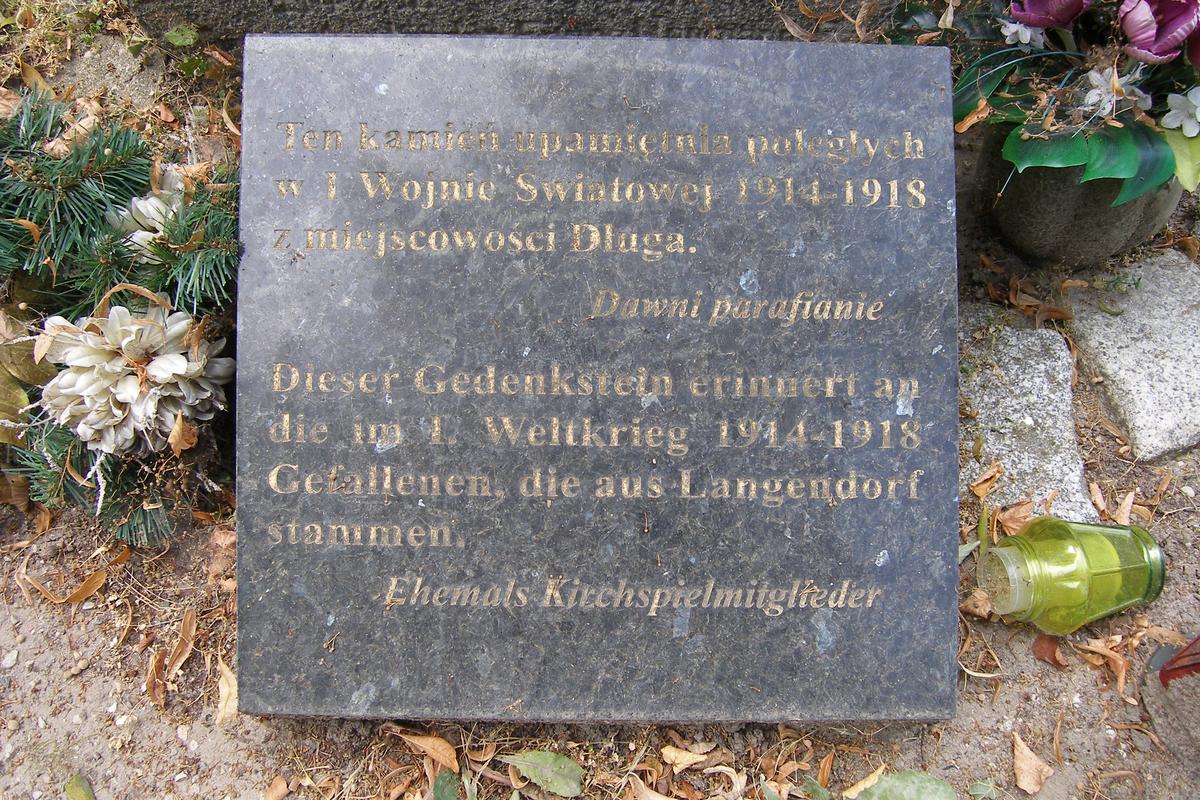 Ten kamień upamiętnia poległych
w I Wojnie Światowej 1914-1918
z miejscowości Długa.
Dawni parafianie
Dieser Gedenkstein erinnert an
die im I. Weltkrieg 1914-1918
Gefallenen, die aus Langendorf
stammen.
Ehemals Kirchspielmitglieder